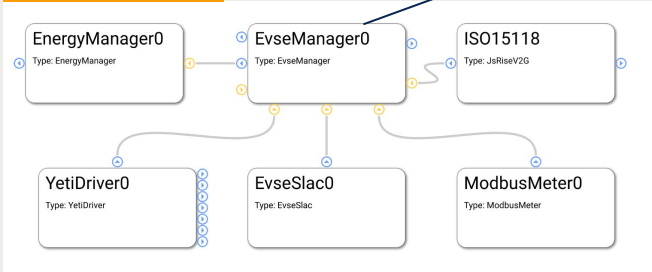 EnergyManager0
Type: EnergyManager
EvseManager0
Type: EvseManager
ISO15118
Type: JsRiseV2G
YetiDriver0
Type: YetiDriver
EvseSlac0
Type: EvseSlac
ModbusMeter0
Type: ModbusMeter